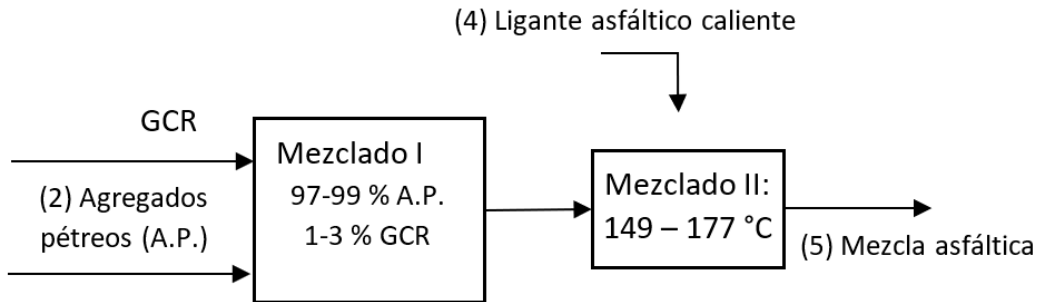 (4) Ligante asfáltico caliente
GCR
(2) Agregados
pétreos (A.P.)
Mezclado I
97-99 % A.P.
1-3 % GCR
Mezclado II:
149 – 177 °C
(5) Mezcla asfáltica